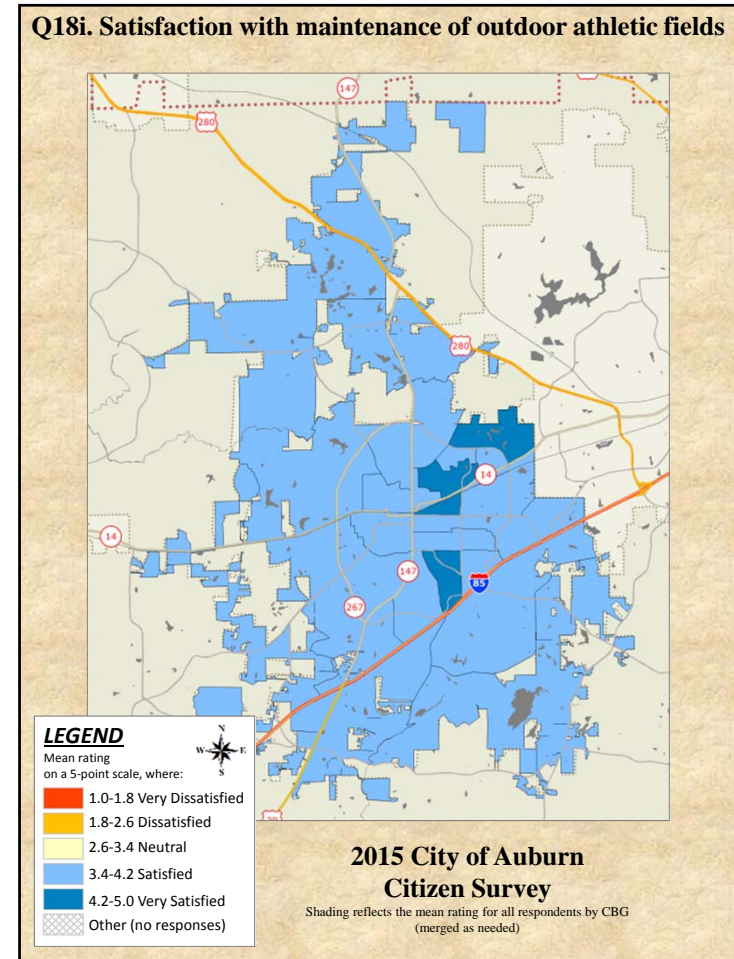 Q18i. Satisfaction with maintenance of outdoor athletic fields
147
280
280
14
14
147
85
267
LEGEND
Mean rating
on a 5-point scale, where:
N
W E
S
1.0-1.8 Very Dissatisfied
1.8-2.6 Dissatisfied
2.6-3.4 Neutral
3.4-4.2 Satisfied
4.2-5.0 Very Satisfied
Other (no responses)
2015 City of Auburn
Citizen Survey
Shading reflects the mean rating for all respondents by CBG
(merged as needed)